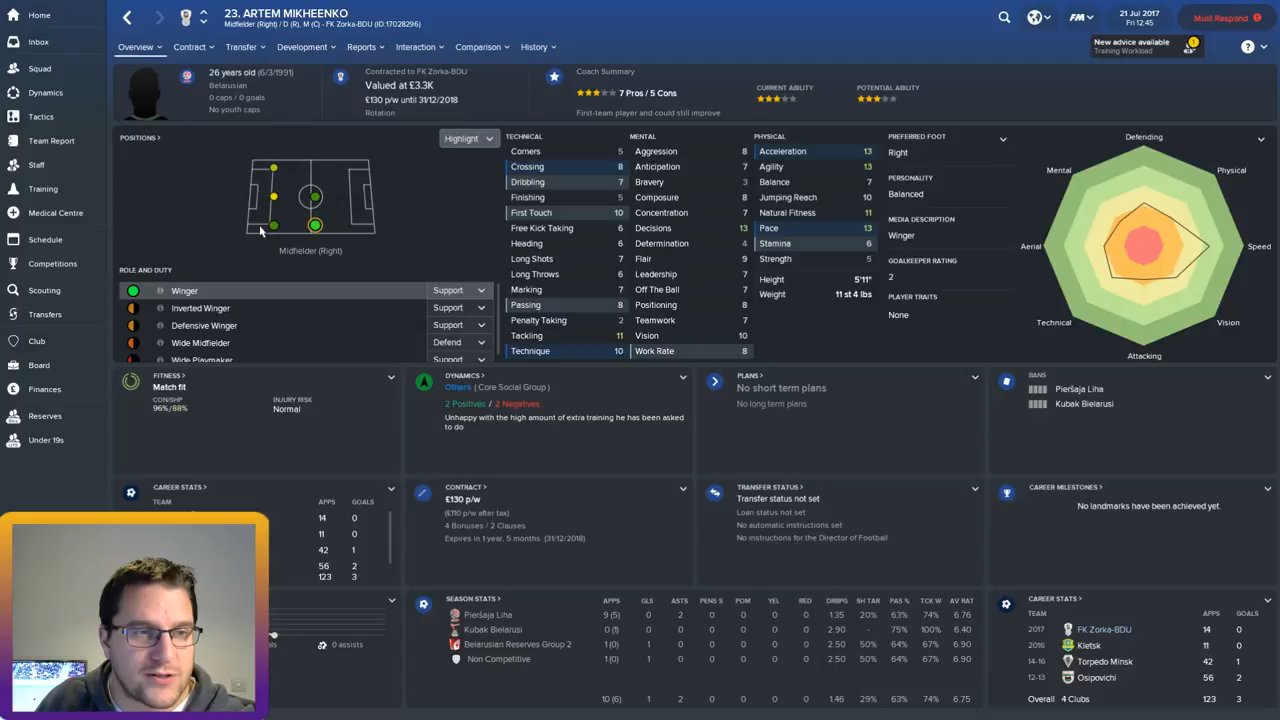 Home
Inbox
Squad
Dynamics
Tactics
Team Report
Staff
Training
Medical Centre
Schedule
Competitions
Scouting
Transfers
Club
Board
Finances
Reserves
Under 19s
23. ARTEM MIKHEENKO
Midfielder (Right) / D (R), M (C) - FK Zorka-BDU (ID:17028296)
FM
21 Jul 2017
Fri 12:45
Must Respond
Overview Contract Transfer Development Reports Interaction Comparison History
New advice available
Training Workload
26 years old (6/3/1991)
Belarusian
0 caps / 0 goals
No youth caps
Contracted to FK Zorka-BDU
Valued at £3.3K
£130 p/w until 31/12/2018
Rotation
Coach Summary
7 Pros / 5 Cons
First-team player and could still improve
CURRENT ABILITY
POTENTIAL ABILITY
POSITIONS >
Highlight
Midfielder (Right)
ROLE AND DUTY
Winger Support
Inverted Winger Support
Defensive Winger Support
Wide Midfielder Defend
Wide Playmaker Support
TECHNICAL
Corners 5
Crossing 8
Dribbling 7
Finishing 5
First Touch 10
Free Kick Taking 6
Heading 6
Long Shots 7
Long Throws 6
Marking 7
Passing 8
Penalty Taking 2
Tackling 11
Technique 10
MENTAL
Aggression 8
Anticipation 7
Bravery 3
Composure 8
Concentration 7
Decisions 13
Determination 4
Flair 9
Leadership 7
Off The Ball 7
Positioning 8
Teamwork 7
Vision 10
Work Rate 8
PHYSICAL
Acceleration 13
Agility 13
Balance 7
Jumping Reach 10
Natural Fitness 11
Pace 13
Stamina 6
Strength 5
Height 5'11"
Weight 11 st 4 lbs
PREFERRED FOOT
Right
PERSONALITY
Balanced
MEDIA DESCRIPTION
Winger
GOALKEEPER RATING
2
PLAYER TRAITS
None
Defending
Physical
Speed
Vision
Attacking
Technical
Aerial
Mental
FITNESS >
Match fit
CON/SHP
96%/88%
INJURY RISK
Normal
DYNAMICS >
Others ( Core Social Group )
2 Positives / 2 Negatives
Unhappy with the high amount of extra training he has been asked
to do
PLANS >
No short term plans
No long term plans
BANS
Pieršaja Liha
Kubak Bielarusi
CAREER STATS >
TEAM APPS GOALS
14 0
11 0
42 1
56 2
123 3
CONTRACT >
£130 p/w
(£110 p/w after tax)
4 Bonuses / 2 Clauses
Expires in 1 year, 5 months (31/12/2018)
TRANSFER STATUS >
Transfer status not set
Loan status not set
No automatic instructions set
No instructions for the Director of Football
CAREER MILESTONES >
No landmarks have been achieved yet.
0 assists
SEASON STATS > APPS GLS ASTS PENS S POM YEL RED DRBPG SH TAR PAS % TCK W AV RAT
Pieršaja Liha 9 (5) 0 2 0 0 0 0 1.35 20% 63% 74% 6.76
Kubak Bielarusi 0 (1) 0 0 0 0 0 0 2.90 - 75% 100% 6.40
Belarusian Reserves Group 2 1 (0) 1 0 0 0 0 0 2.50 50% 64% 67% 6.90
Non Competitive 1 (0) 1 0 0 0 0 0 2.50 50% 64% 67% 6.90
10 (6) 1 2 0 0 0 0 1.46 29% 63% 74% 6.75
CAREER STATS >
TEAM APPS GOALS
2017 FK Zorka-BDU 14 0
2016 Kletsk 11 0
14-16 Torpedo Minsk 42 1
12-13 Osipovichi 56 2
Overall 4 Clubs 123 3